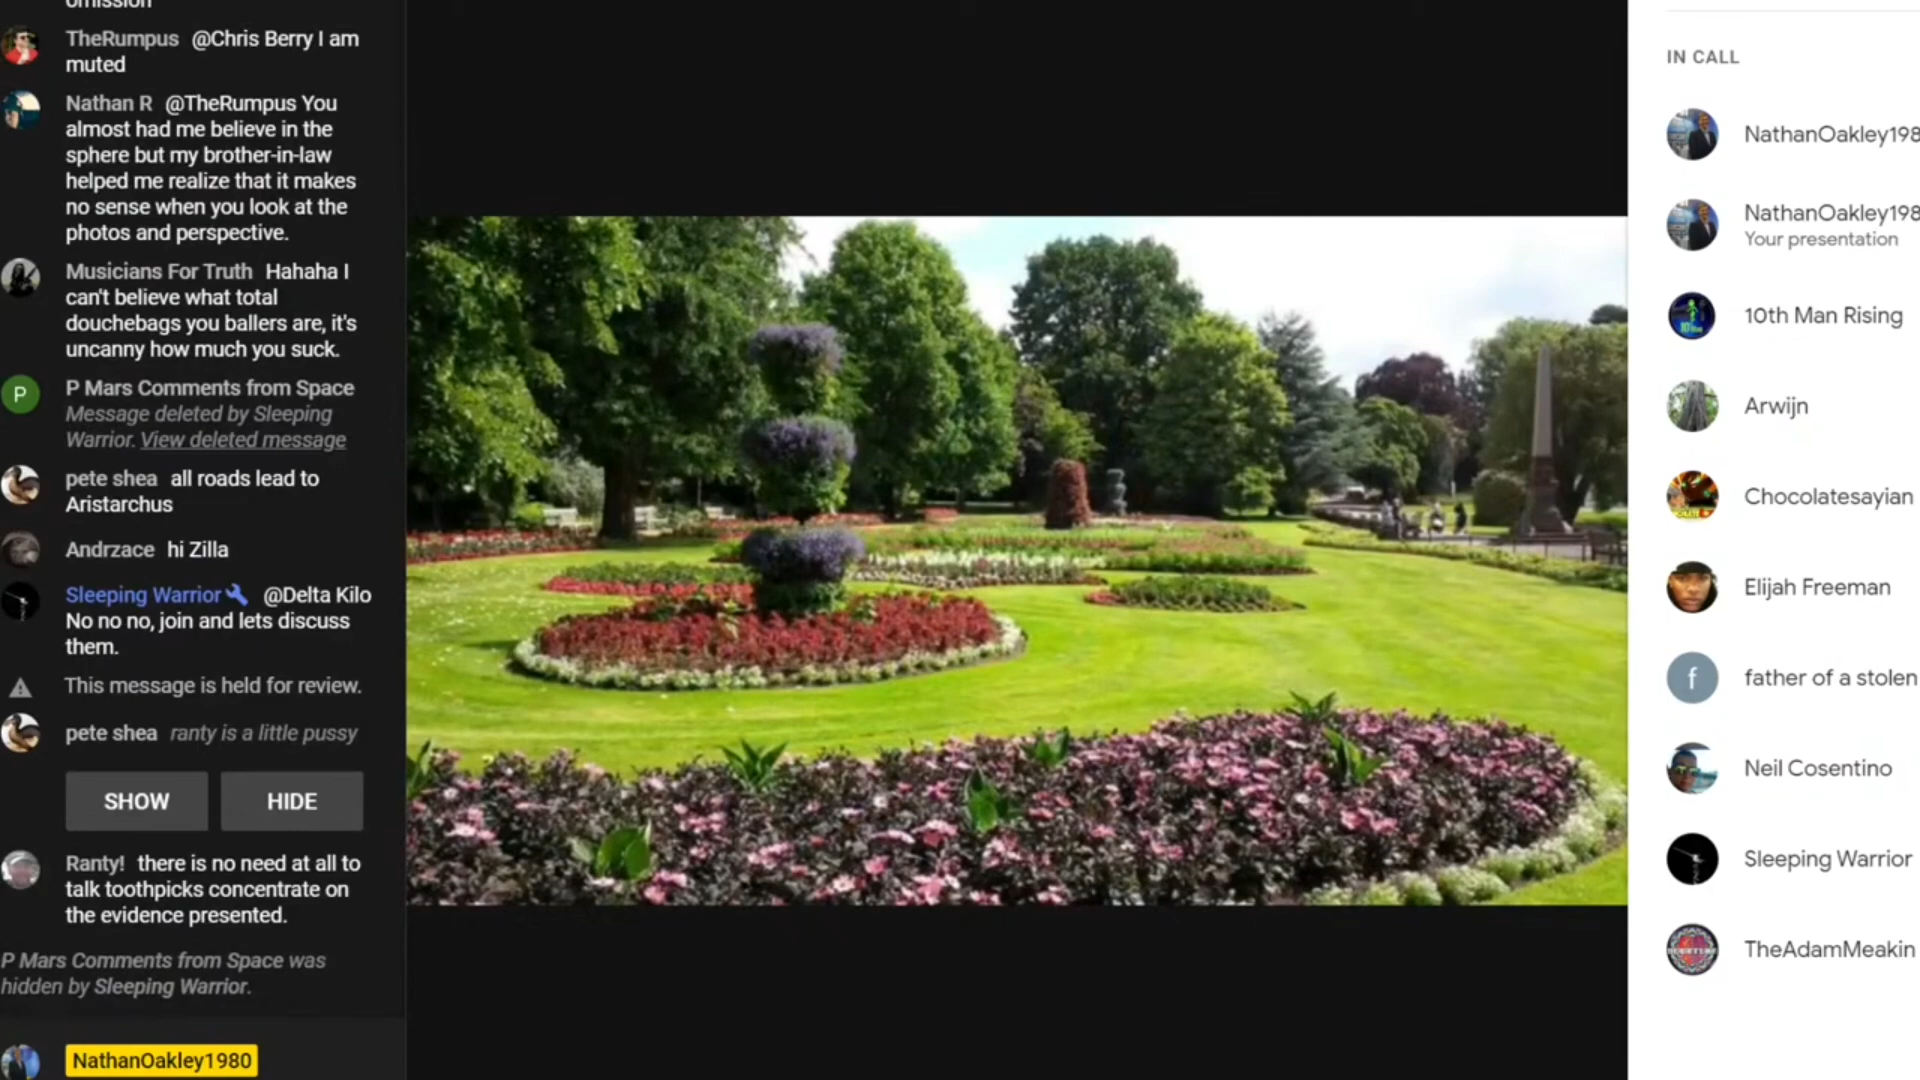 omission
TheRumpus @Chris Berry I am
muted
Nathan R @TheRumpus You
almost had me believe in the
sphere but my brother-in-law
helped me realize that it makes
no sense when you look at the
photos and perspective.
Musicians For Truth Hahaha I
can't believe what total
douchebags you ballers are, it's
uncanny how much you suck.
P
P Mars Comments from Space
Message deleted by Sleeping
Warrior. View deleted message
pete shea all roads lead to
Aristarchus
Andrzace hi Zilla
Sleeping Warrior @Delta Kilo
No no no, join and lets discuss
them.
This message is held for review.
pete shea ranty is a little pussy
SHOW HIDE
Ranty! there is no need at all to
talk toothpicks concentrate on
the evidence presented.
P Mars Comments from Space was
hidden by Sleeping Warrior.
NathanOakley1980
IN CALL
NathanOakley198
NathanOakley198
Your presentation
10th Man Rising
Arwijn
Chocolatesayian
Elijah Freeman
f
father of a stolen
Neil Cosentino
Sleeping Warrior
TheAdamMeakin